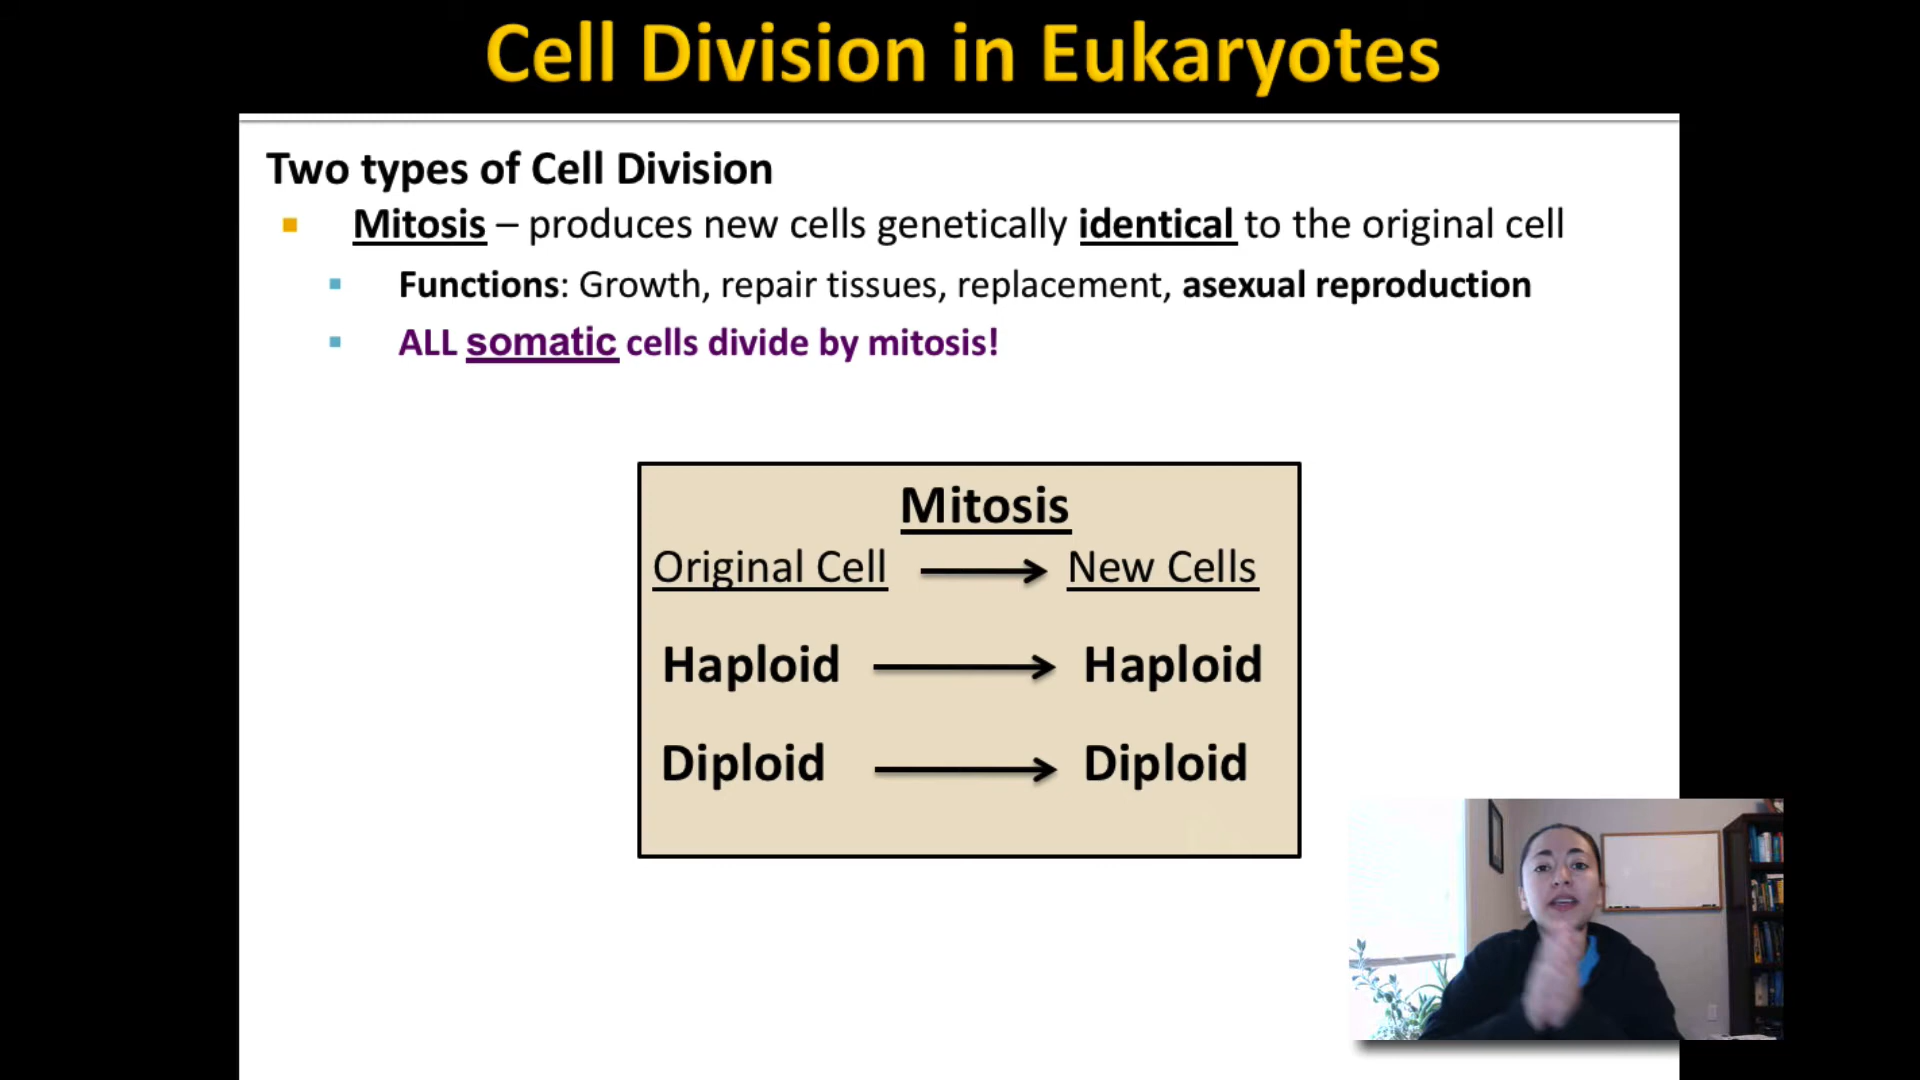 Cell Division in Eukaryotes
Two types of Cell Division
Mitosis – produces new cells genetically identical to the original cell
Functions: Growth, repair tissues, replacement, asexual reproduction
ALL somatic cells divide by mitosis!
Mitosis
Original Cell New Cells
Haploid Haploid
Diploid Diploid